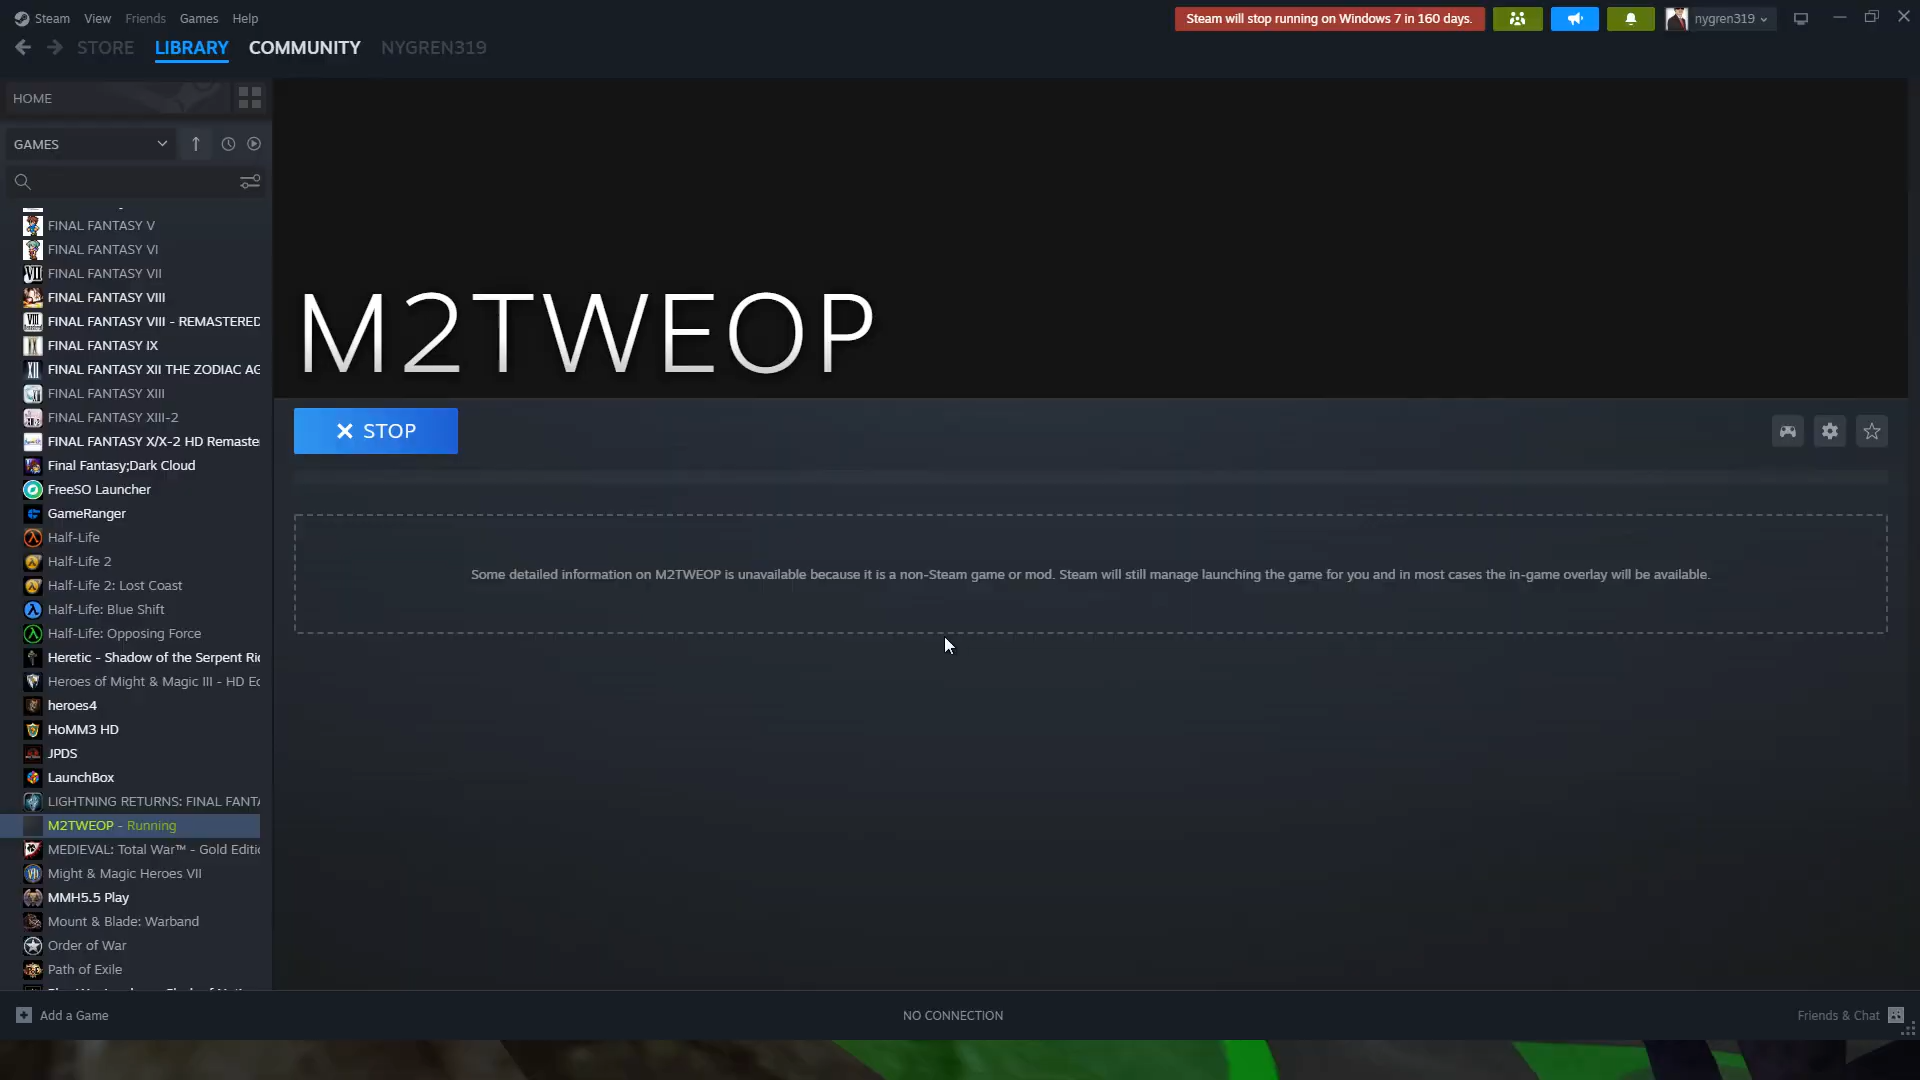 Steam View Friends Games Help
Steam will stop running on Windows 7 in 160 days.
nygren319
STORE LIBRARY COMMUNITY NYGREN319
HOME
GAMES
FINAL FANTASY V
FINAL FANTASY VI
FINAL FANTASY VII
FINAL FANTASY VIII
FINAL FANTASY VIII - REMASTERED
FINAL FANTASY IX
FINAL FANTASY XII THE ZODIAC AG
FINAL FANTASY XIII
FINAL FANTASY XIII-2
FINAL FANTASY X/X-2 HD Remaste
Final Fantasy;Dark Cloud
FreeSO Launcher
GameRanger
Half-Life
Half-Life 2
Half-Life 2: Lost Coast
Half-Life: Blue Shift
Half-Life: Opposing Force
Heretic - Shadow of the Serpent Ri
Heroes of Might & Magic III - HD Ed
heroes4
HoMM3 HD
JPDS
LaunchBox
LIGHTNING RETURNS: FINAL FANTA
M2TWEOP - Running
MEDIEVAL: Total War™ - Gold Editi
Might & Magic Heroes VII
MMH5.5 Play
Mount & Blade: Warband
Order of War
Path of Exile
M2TWEOP
STOP
Some detailed information on M2TWEOP is unavailable because it is a non-Steam game or mod. Steam will still manage launching the game for you and in most cases the in-game overlay will be available.
Add a Game
NO CONNECTION
Friends & Chat